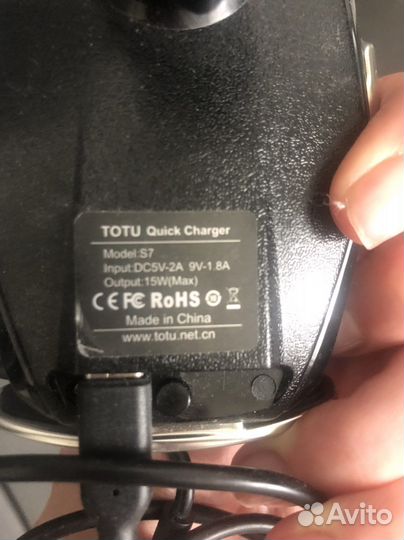 TOTU Quick Charger
Model:S7
Input:DC5V-2A 9V-1.8A
Output:15W(Max)
CE FC RoHS
Made in China
www.totu.net.cn
Avito